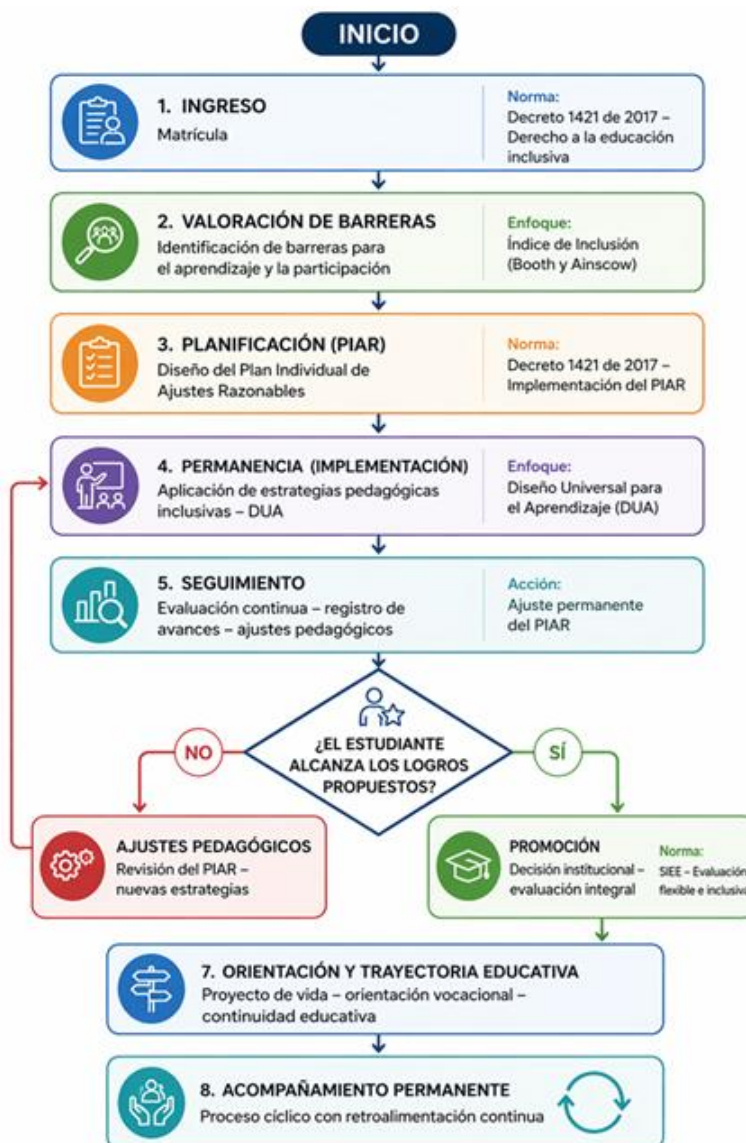 INICIO
1. INGRESO
Matrícula
Norma:
Decreto 1421 de 2017 –
Derecho a la educación
inclusiva
2. VALORACIÓN DE BARRERAS
Identificación de barreras para
el aprendizaje y la participación
Enfoque:
Índice de Inclusión
(Booth y Ainscow)
3. PLANIFICACIÓN (PIAR)
Diseño del Plan Individual de
Ajustes Razonables
Norma:
Decreto 1421 de 2017 –
Implementación del PIAR
4. PERMANENCIA (IMPLEMENTACIÓN)
Aplicación de estrategias pedagógicas
inclusivas – DUA
Enfoque:
Diseño Universal para
el Aprendizaje (DUA)
5. SEGUIMIENTO
Evaluación continua – registro de
avances – ajustes pedagógicos
Acción:
Ajuste permanente
del PIAR
¿EL ESTUDIANTE
ALCANZA LOS LOGROS
PROPUESTOS?
NO
SÍ
AJUSTES PEDAGÓGICOS
Revisión del PIAR –
nuevas estrategias
PROMOCIÓN
Decisión institucional –
evaluación integral
Norma:
SIEE – Evaluación
flexible e inclusiva
7. ORIENTACIÓN Y TRAYECTORIA EDUCATIVA
Proyecto de vida – orientación vocacional –
continuidad educativa
8. ACOMPAÑAMIENTO PERMANENTE
Proceso cíclico con retroalimentación continua